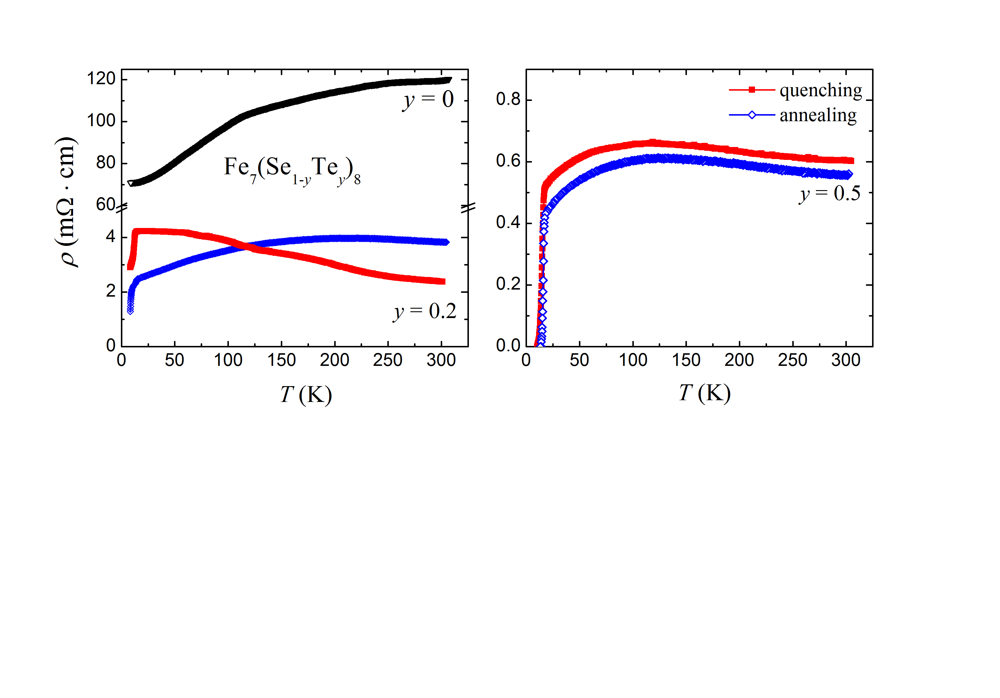 120
100
80
60
4
2
0
0 50 100 150 200 250 300
ρ (mΩ · cm)
T (K)
y = 0
Fe7(Se1-yTey)8
y = 0.2
0.8
0.6
0.4
0.2
0.0
0 50 100 150 200 250 300
T (K)
quenching
annealing
y = 0.5